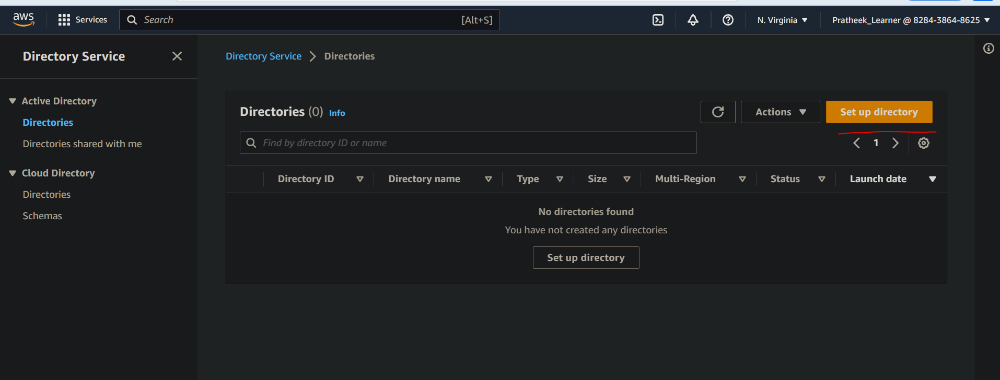 aws Services Search [Alt+S] N. Virginia Pratheek_Learner @ 8284-3864-8625
Directory Service
Active Directory
Directories
Directories shared with me
Cloud Directory
Directories
Schemas
Directory Service Directories
Directories (0) Info Actions Set up directory
Find by directory ID or name 1
Directory ID Directory name Type Size Multi-Region Status Launch date
No directories found
You have not created any directories
Set up directory